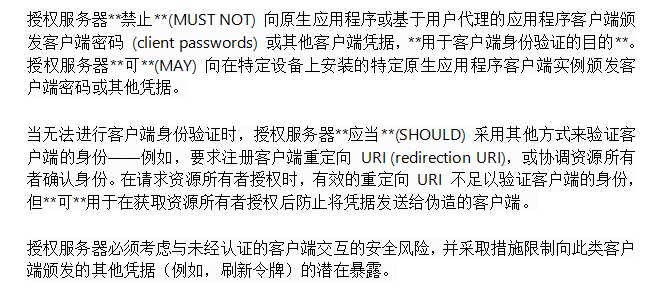 授权服务器**禁止**(MUST NOT) 向原生应用程序或基于用户代理的应用程序客户端颁
发客户端密码 (client passwords) 或其他客户端凭据，**用于客户端身份验证的目的**。
授权服务器**可**(MAY) 向在特定设备上安装的特定原生应用程序客户端实例颁发客
户端密码或其他凭据。
当无法进行客户端身份验证时，授权服务器**应当**(SHOULD) 采用其他方式来验证客
户端的身份——例如，要求注册客户端重定向 URI (redirection URI)，或协调资源所有
者确认身份。在请求资源所有者授权时，有效的重定向 URI 不足以验证客户端的身份，
但**可**用于在获取资源所有者授权后防止将凭据发送给伪造的客户端。
授权服务器必须考虑与未经认证的客户端交互的安全风险，并采取措施限制向此类客户
端颁发的其他凭据（例如，刷新令牌）的潜在暴露。